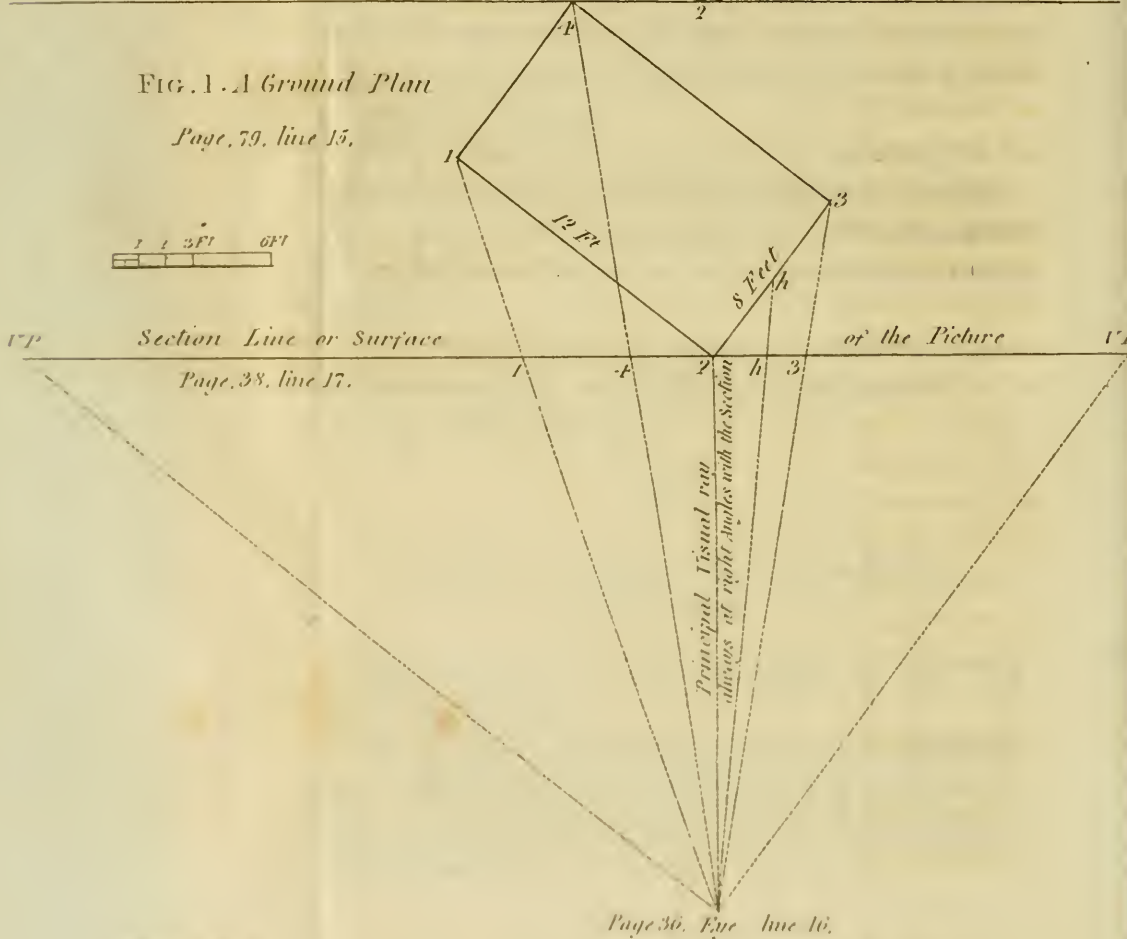 2
4
FIG. 1. A Ground Plan
Page. 79. line 15.
1
3
12 Ft
8 Feet
h
3FT 6FT
VP Section Line or Surface of the Picture VP
Page. 38. line 17.
1 4 2 h 3
Principal Visual ray
always at right Angles with the Section
Page 36. Eye line 16.